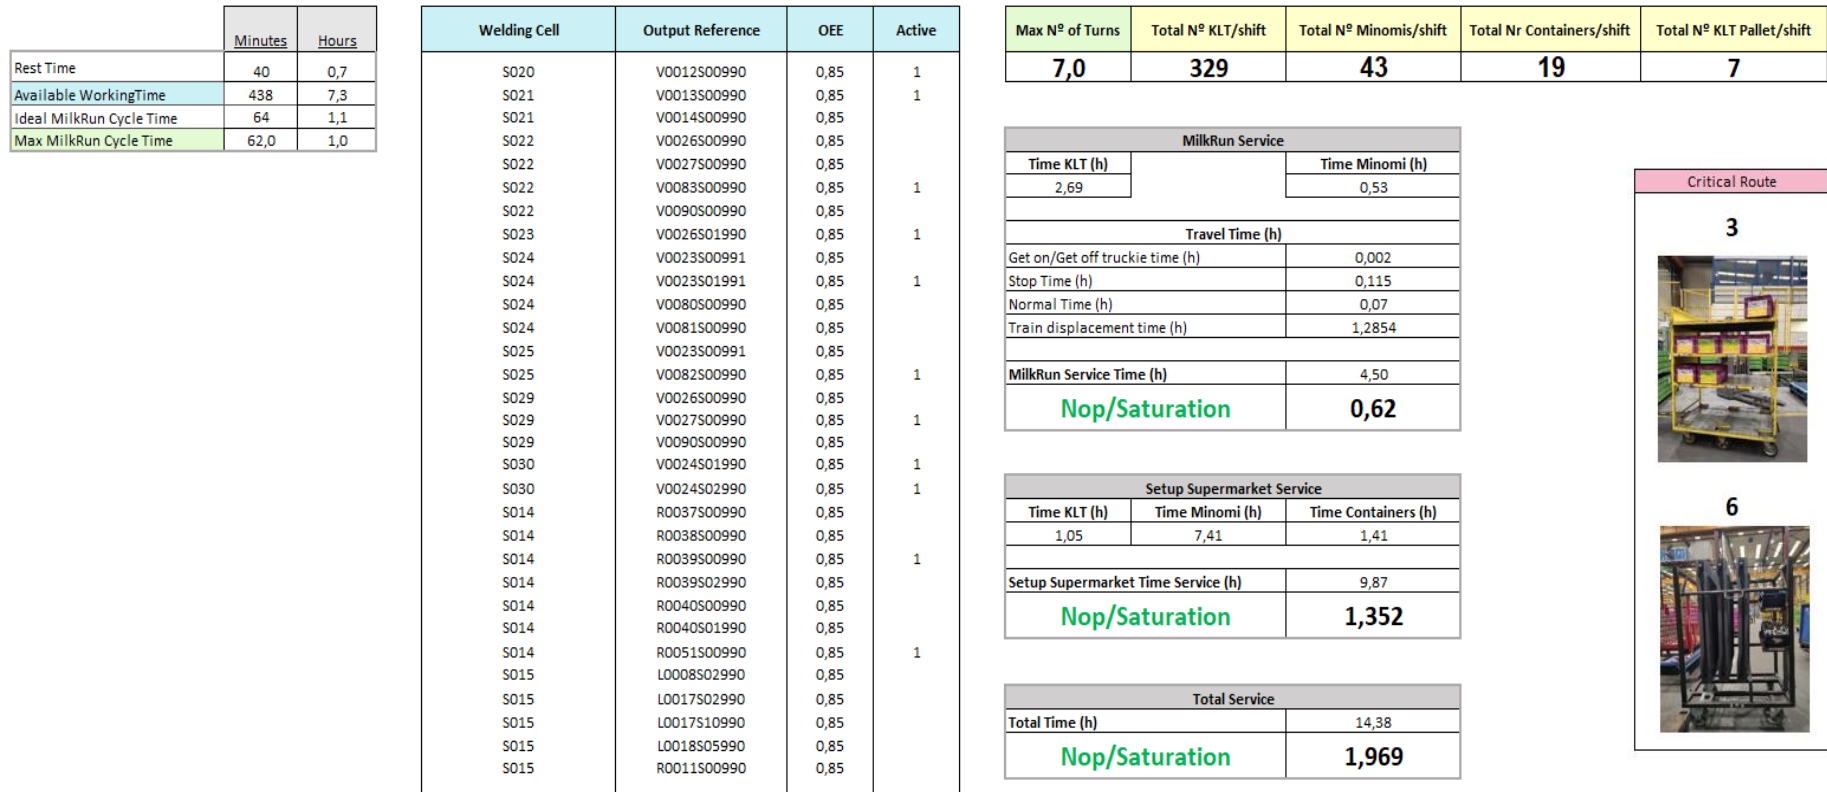 Minutes Hours
Rest Time 40 0,7
Available WorkingTime 438 7,3
Ideal MilkRun Cycle Time 64 1,1
Max MilkRun Cycle Time 62,0 1,0
Welding Cell Output Reference OEE Active
S020 V0012S00990 0,85 1
S021 V0013S00990 0,85 1
S021 V0014S00990 0,85
S022 V0026S00990 0,85
S022 V0027S00990 0,85
S022 V0083S00990 0,85 1
S022 V0090S00990 0,85
S023 V0026S01990 0,85 1
S024 V0023S00991 0,85
S024 V0023S01991 0,85 1
S024 V0080S00990 0,85
S024 V0081S00990 0,85
S025 V0023S00991 0,85
S025 V0082S00990 0,85 1
S029 V0026S00990 0,85
S029 V0027S00990 0,85 1
S029 V0090S00990 0,85
S030 V0024S01990 0,85 1
S030 V0024S02990 0,85 1
S014 R0037S00990 0,85
S014 R0038S00990 0,85
S014 R0039S00990 0,85 1
S014 R0039S02990 0,85
S014 R0040S00990 0,85
S014 R0040S01990 0,85
S014 R0051S00990 0,85 1
S015 L0008S02990 0,85
S015 L0017S02990 0,85
S015 L0017S10990 0,85
S015 L0018S05990 0,85
S015 R0011S00990 0,85
Max Nº of Turns Total Nº KLT/shift Total Nº Minomis/shift Total Nr Containers/shift Total Nº KLT Pallet/shift
7,0 329 43 19 7
MilkRun Service
Time KLT (h) Time Minomi (h)
2,69 0,53
Travel Time (h)
Get on/Get off truckie time (h) 0,002
Stop Time (h) 0,115
Normal Time (h) 0,07
Train displacement time (h) 1,2854
MilkRun Service Time (h) 4,50
Nop/Saturation 0,62
Setup Supermarket Service
Time KLT (h) Time Minomi (h) Time Containers (h)
1,05 7,41 1,41
Setup Supermarket Time Service (h) 9,87
Nop/Saturation 1,352
Total Service
Total Time (h) 14,38
Nop/Saturation 1,969
Critical Route
3
6